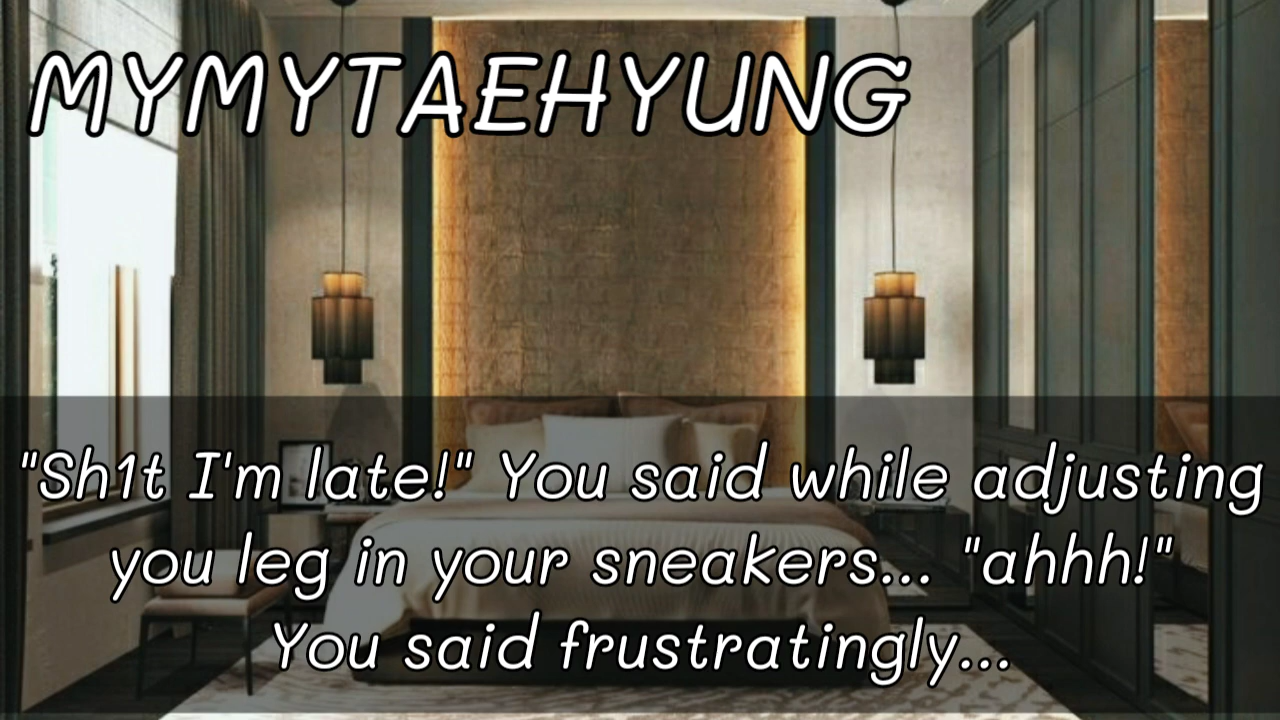 MYMYTAEHYUNG
"Sh1t I'm late!" You said while adjusting
you leg in your sneakers... "ahhh!"
You said frustratingly...